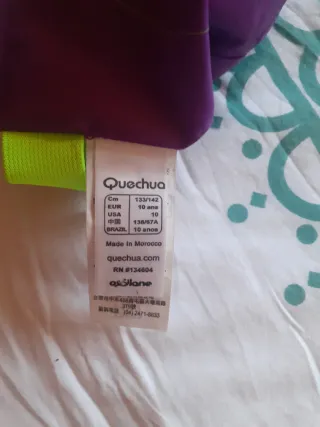 Quechua
Cm 133/142
EUR 10 ans
USA 10
中国 138/67A
BRAZIL 10 anos
Made in Morocco
quechua.com
RN #134604